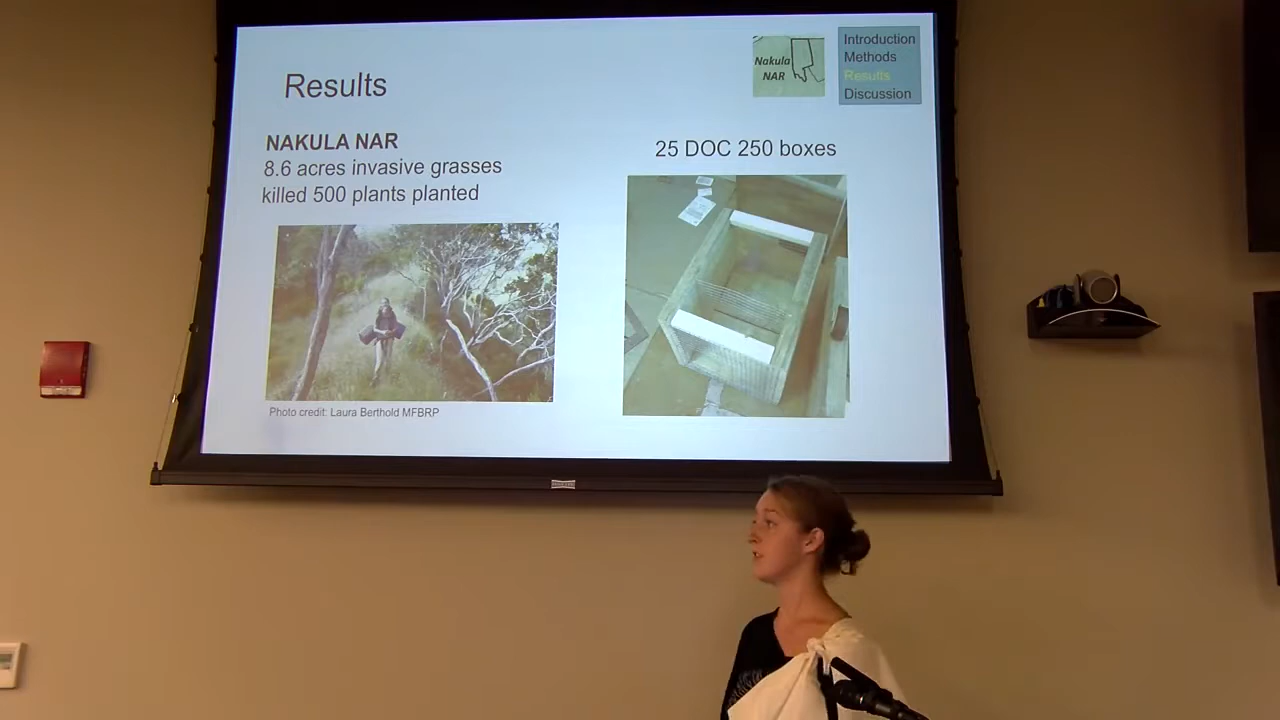 Results
Nakula
NAR
Introduction
Methods
Results
Discussion
NAKULA NAR
8.6 acres invasive grasses
killed 500 plants planted
Photo credit: Laura Berthold MFBRP
25 DOC 250 boxes